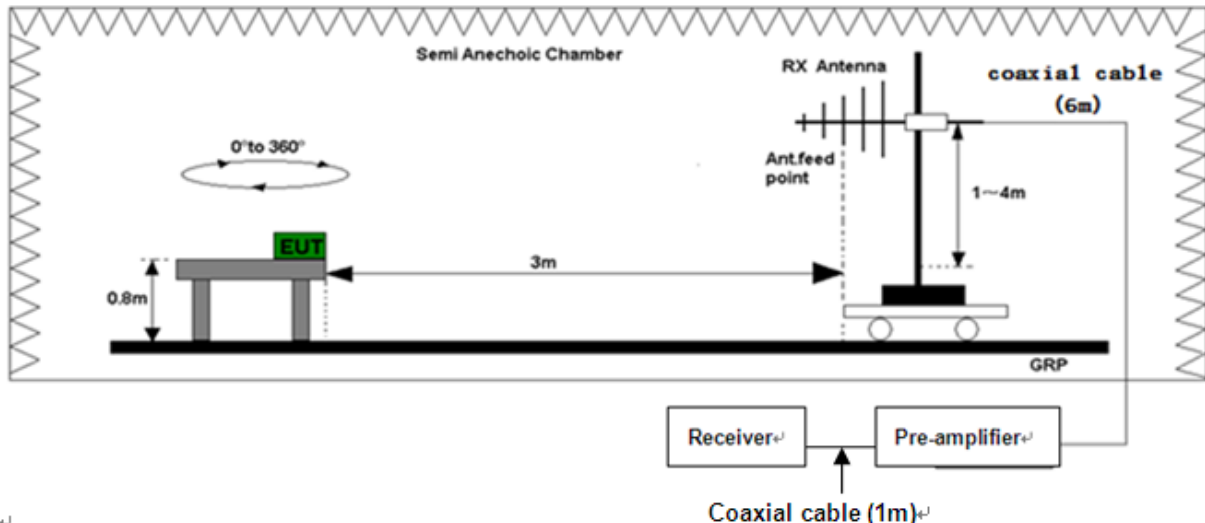 Semi Anechoic Chamber
RX Antenna
coaxial cable
(6m)
0°to 360°
Ant.feed
point
1～4m
EUT
3m
0.8m
GRP
Receiver↵
Pre-amplifier↵
Coaxial cable (1m)↵